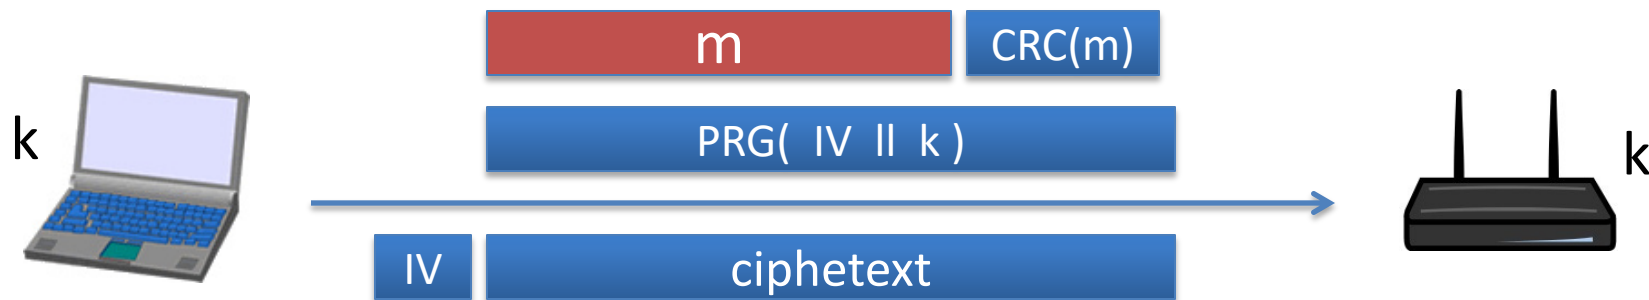 m CRC(m)
k PRG( IV ll k ) k
IV ciphetext